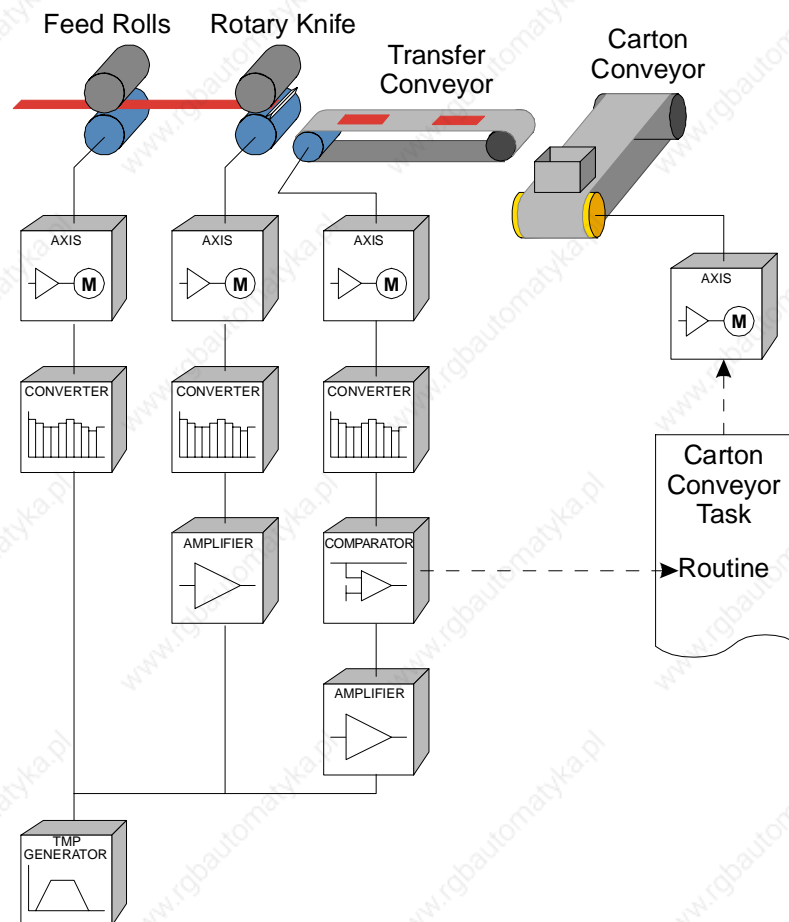 Feed Rolls
Rotary Knife
Transfer
Conveyor
Carton
Conveyor
AXIS
M
AXIS
M
AXIS
M
AXIS
M
CONVERTER
CONVERTER
CONVERTER
Carton
Conveyor
Task
Routine
AMPLIFIER
COMPARATOR
AMPLIFIER
TMP
GENERATOR
www.rgbautomatyka.pl